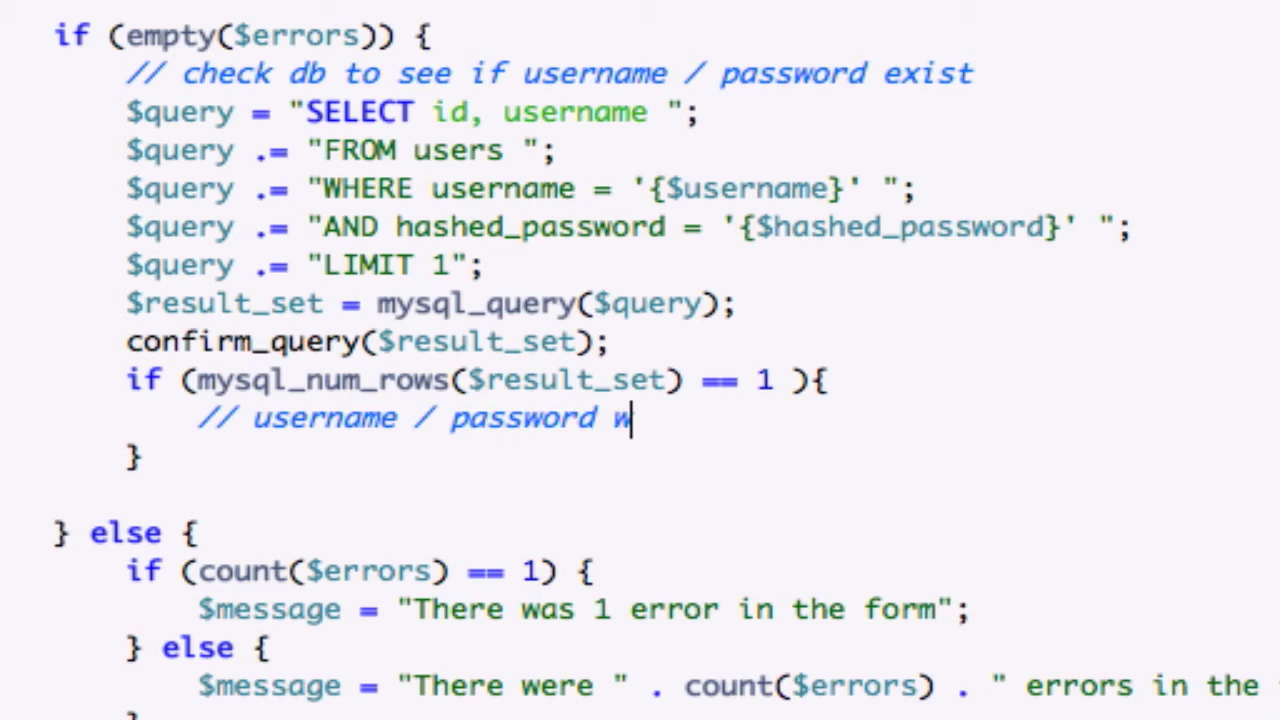 if (empty($errors)) {
// check db to see if username / password exist
$query = "SELECT id, username ";
$query .= "FROM users ";
$query .= "WHERE username = '{$username}' ";
$query .= "AND hashed_password = '{$hashed_password}' ";
$query .= "LIMIT 1";
$result_set = mysql_query($query);
confirm_query($result_set);
if (mysql_num_rows($result_set) == 1 ){
// username / password w
}
} else {
if (count($errors) == 1) {
$message = "There was 1 error in the form";
} else {
$message = "There were " . count($errors) . " errors in the
}